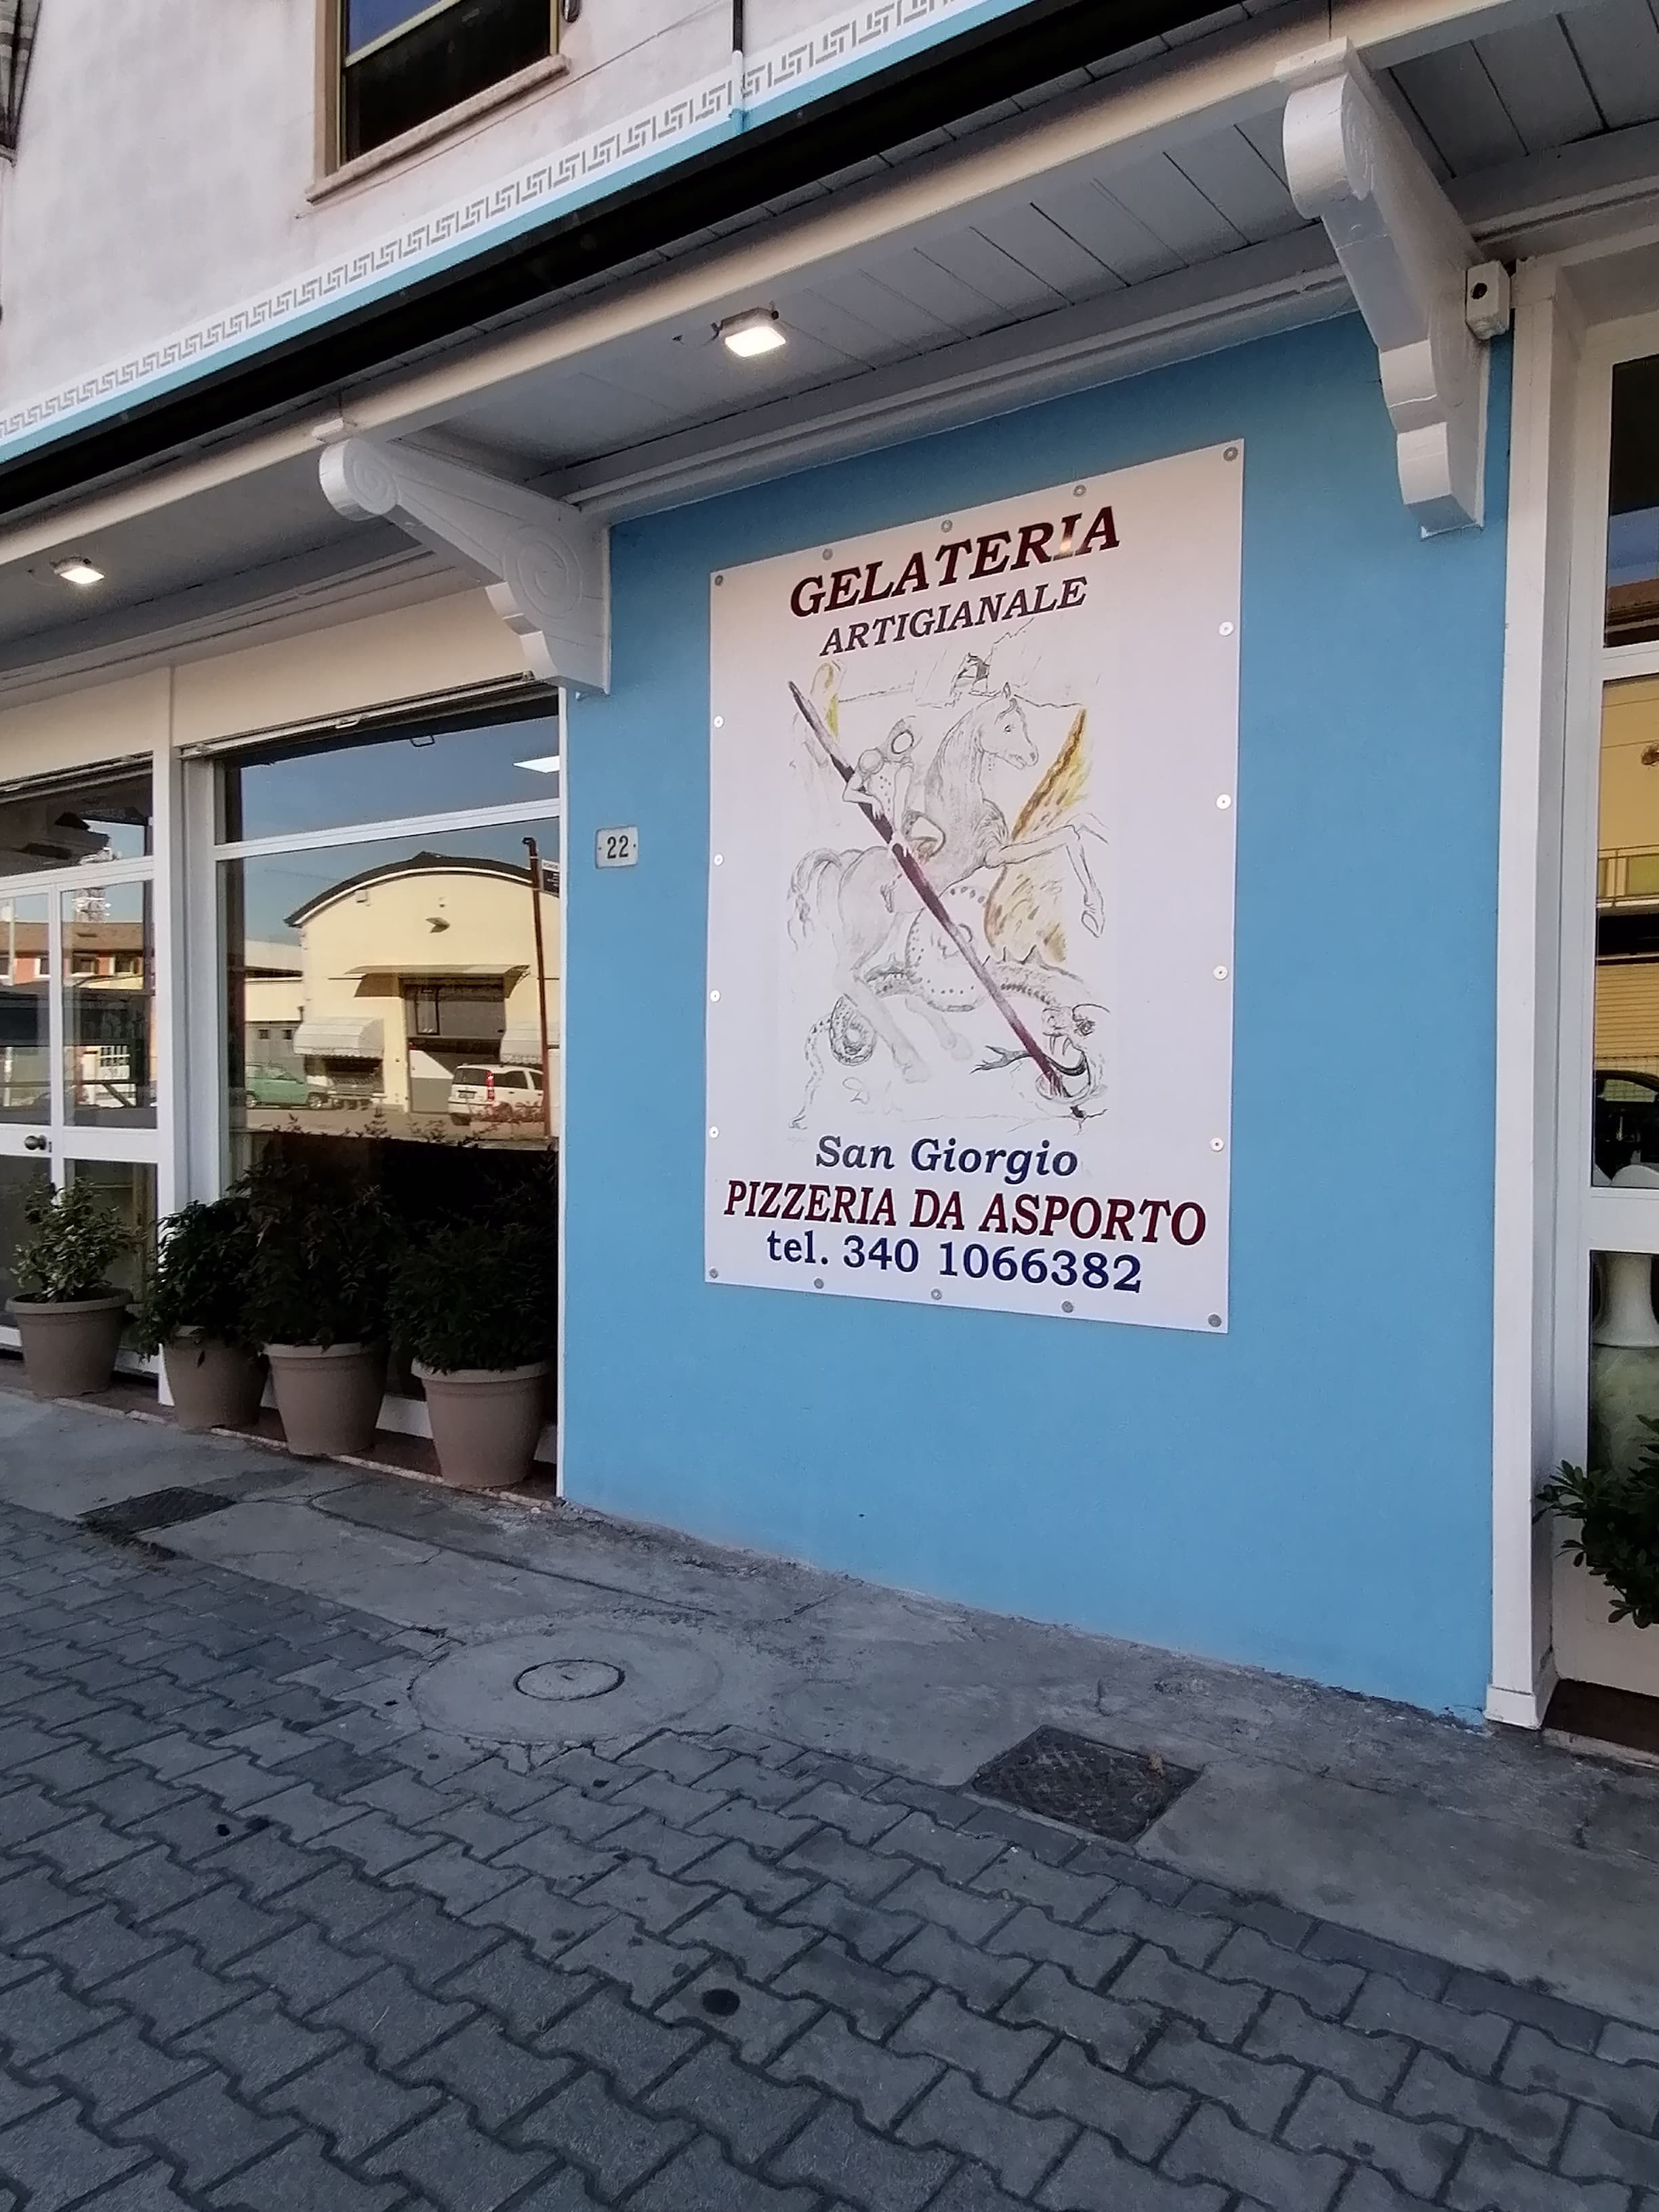 GELATERIA
ARTIGIANALE
22
San Giorgio
PIZZERIA DA ASPORTO
tel. 340 1066382